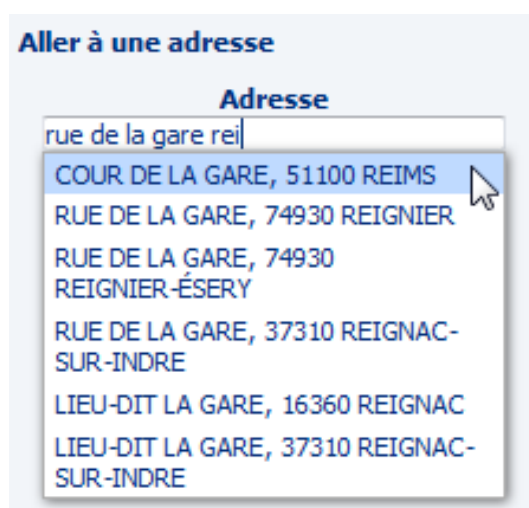 Aller à une adresse
Adresse
rue de la gare rei
COUR DE LA GARE, 51100 REIMS
RUE DE LA GARE, 74930 REIGNIER
RUE DE LA GARE, 74930
REIGNIER-ÉSERY
RUE DE LA GARE, 37310 REIGNAC-
SUR-INDRE
LIEU-DIT LA GARE, 16360 REIGNAC
LIEU-DIT LA GARE, 37310 REIGNAC-
SUR-INDRE